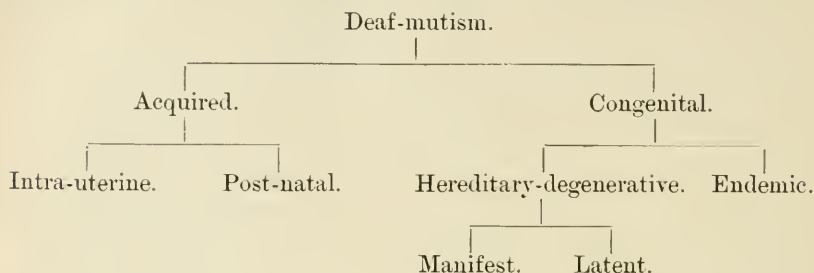 Deaf-mutism.
Acquired. Congenital.
Intra-uterine. Post-natal. Hereditary-degenerative. Endemic.
Manifest. Latent.